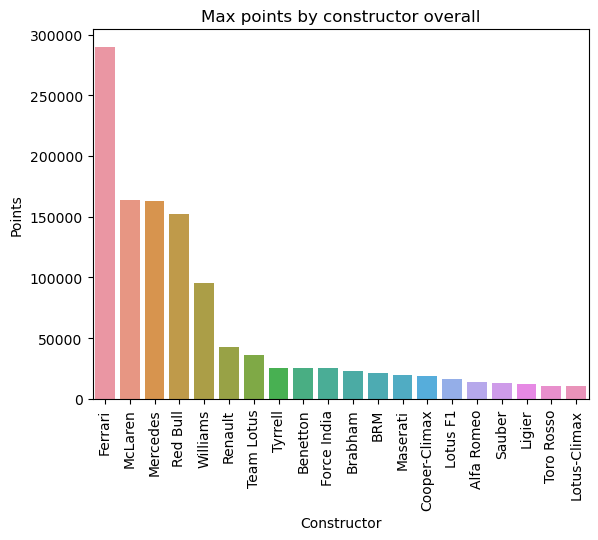 Max points by constructor overall
300000
250000
200000
150000
100000
50000
0
Points
Ferrari
McLaren
Mercedes
Red Bull
Williams
Renault
Team Lotus
Tyrrell
Benetton
Force India
Brabham
BRM
Maserati
Cooper-Climax
Lotus F1
Alfa Romeo
Sauber
Ligier
Toro Rosso
Lotus-Climax
Constructor